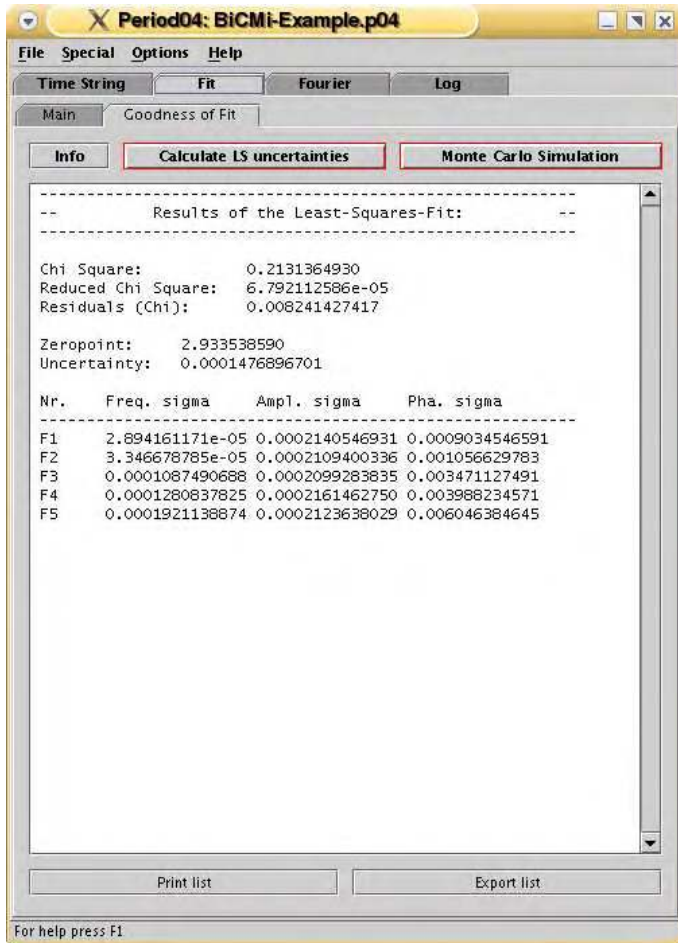 Period04: BiCMi-Example.p04
File Special Options Help
Time String Fit Fourier Log
Main Goodness of Fit
Info Calculate LS uncertainties Monte Carlo Simulation
------------------------------------------------------
-- Results of the Least-Squares-Fit: --
------------------------------------------------------
Chi Square: 0.2131364930
Reduced Chi Square: 6.792112586e-05
Residuals (Chi): 0.008241427417
Zeropoint: 2.933538590
Uncertainty: 0.0001476896701
Nr. Freq. sigma Ampl. sigma Pha. sigma
------------------------------------------------------
F1 2.894161171e-05 0.0002140546931 0.0009034546591
F2 3.346678785e-05 0.0002109400336 0.001056629783
F3 0.0001087490688 0.0002099283835 0.003471127491
F4 0.0001280837825 0.0002161462750 0.003988234571
F5 0.0001921138874 0.0002123638029 0.006046384645
Print list Export list
For help press F1